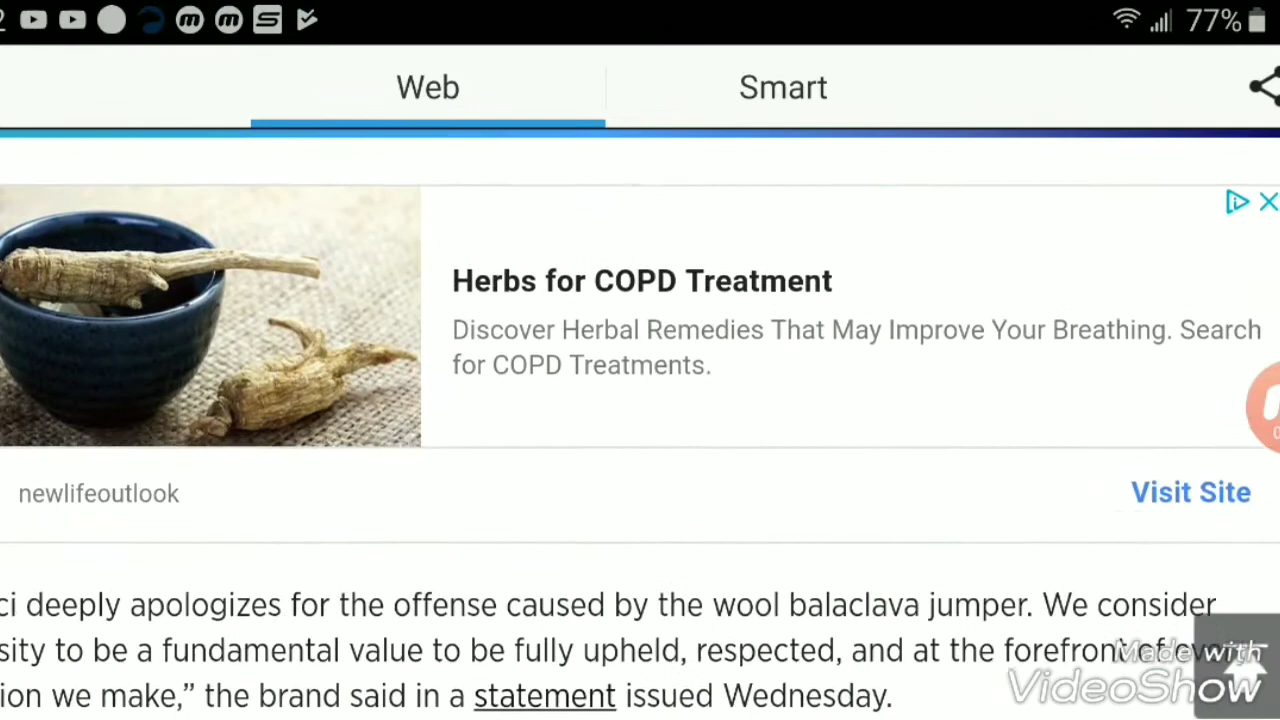 2
77%
Web
Smart
Herbs for COPD Treatment
Discover Herbal Remedies That May Improve Your Breathing. Search
for COPD Treatments.
newlifeoutlook
Visit Site
ci deeply apologizes for the offense caused by the wool balaclava jumper. We consider
sity to be a fundamental value to be fully upheld, respected, and at the forefront of
ion we make,” the brand said in a statement issued Wednesday.
Made with
VideoShow